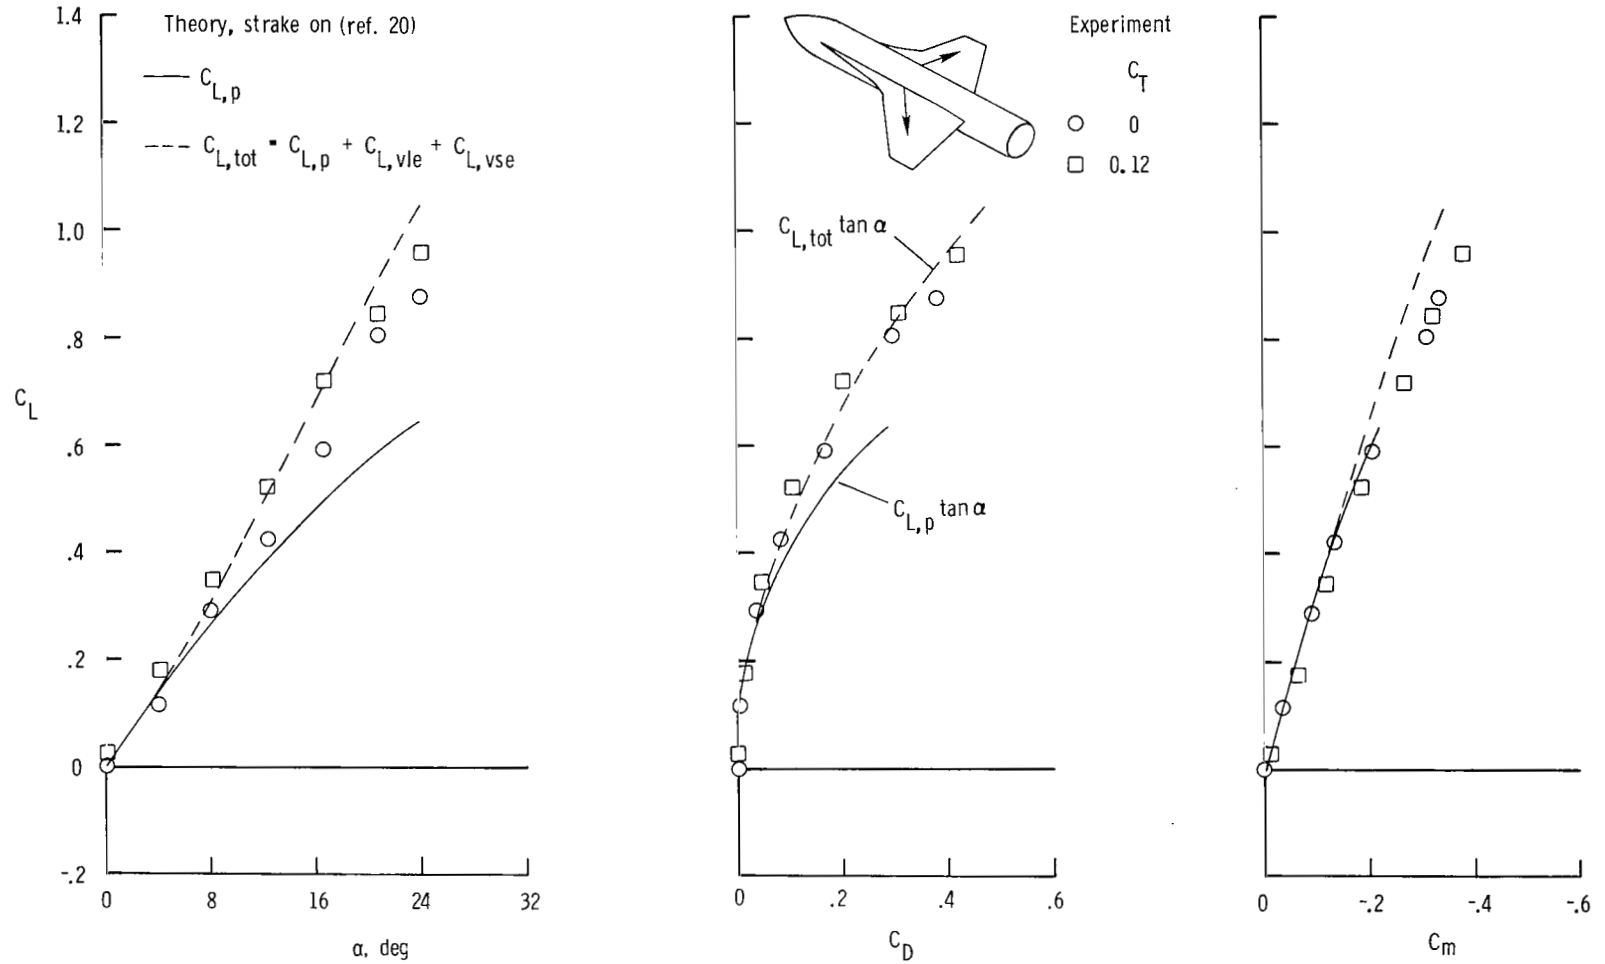 Theory, strake on (ref. 20)
C_L,p
C_L,tot = C_L,p + C_L,vle + C_L,vse
Experiment
C_T
0
0.12
C_L,tot tan α
C_L,p tan α
C_L
1.4
1.2
1.0
.8
.6
.4
.2
0
-.2
0 8 16 24 32
α, deg
0 .2 .4 .6
C_D
0 -.2 -.4 -.6
C_m